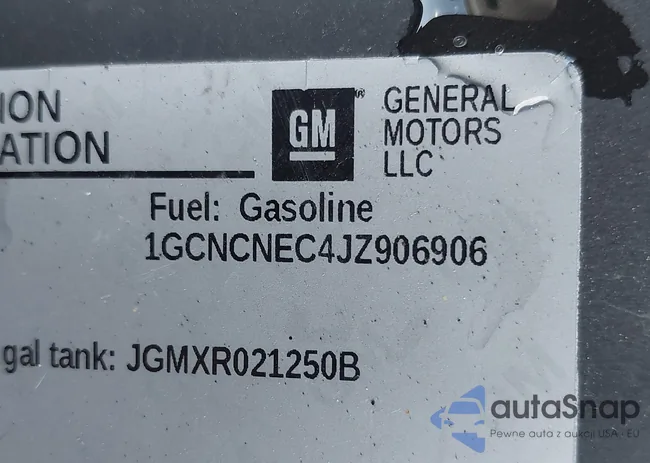 ION
ATION
GM
GENERAL
MOTORS
LLC
Fuel: Gasoline
1GCNCNEC4JZ906906
gal tank: JGMXR021250B
autaSnap
Pewne auta z aukcji USA - EU